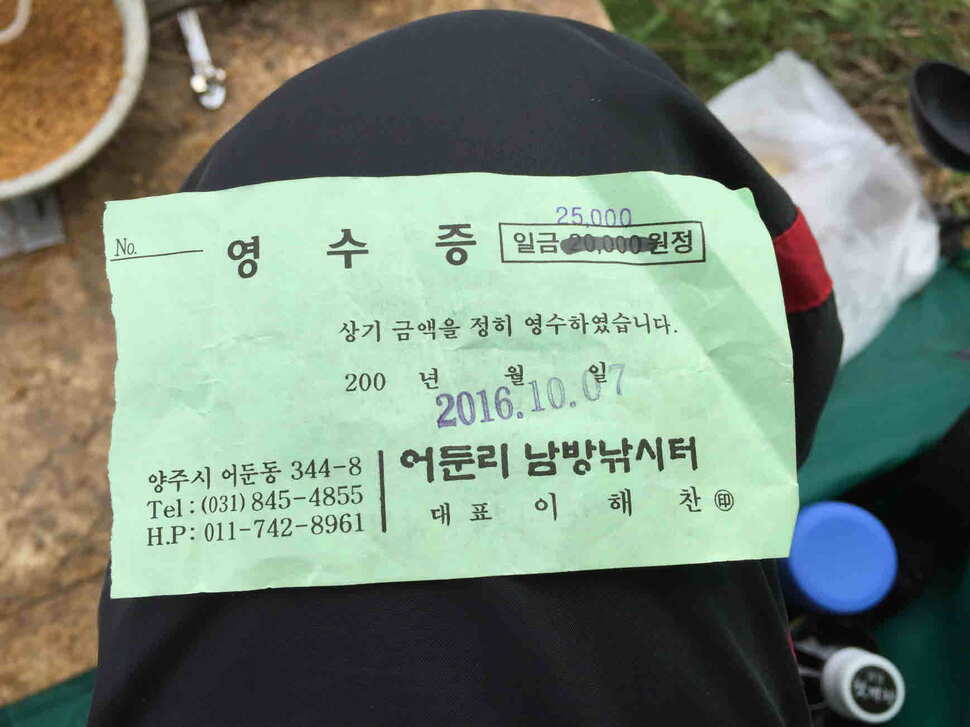 No.
영 수 증
25,000
일금 20,000원정
상기 금액을 정히 영수하였습니다.
200 년 월 일
2016.10.07
양주시 어둔동 344-8
Tel : (031) 845-4855
H.P: 011-742-8961
어둔리 남방낚시터
대표 이 해 찬 ㊞